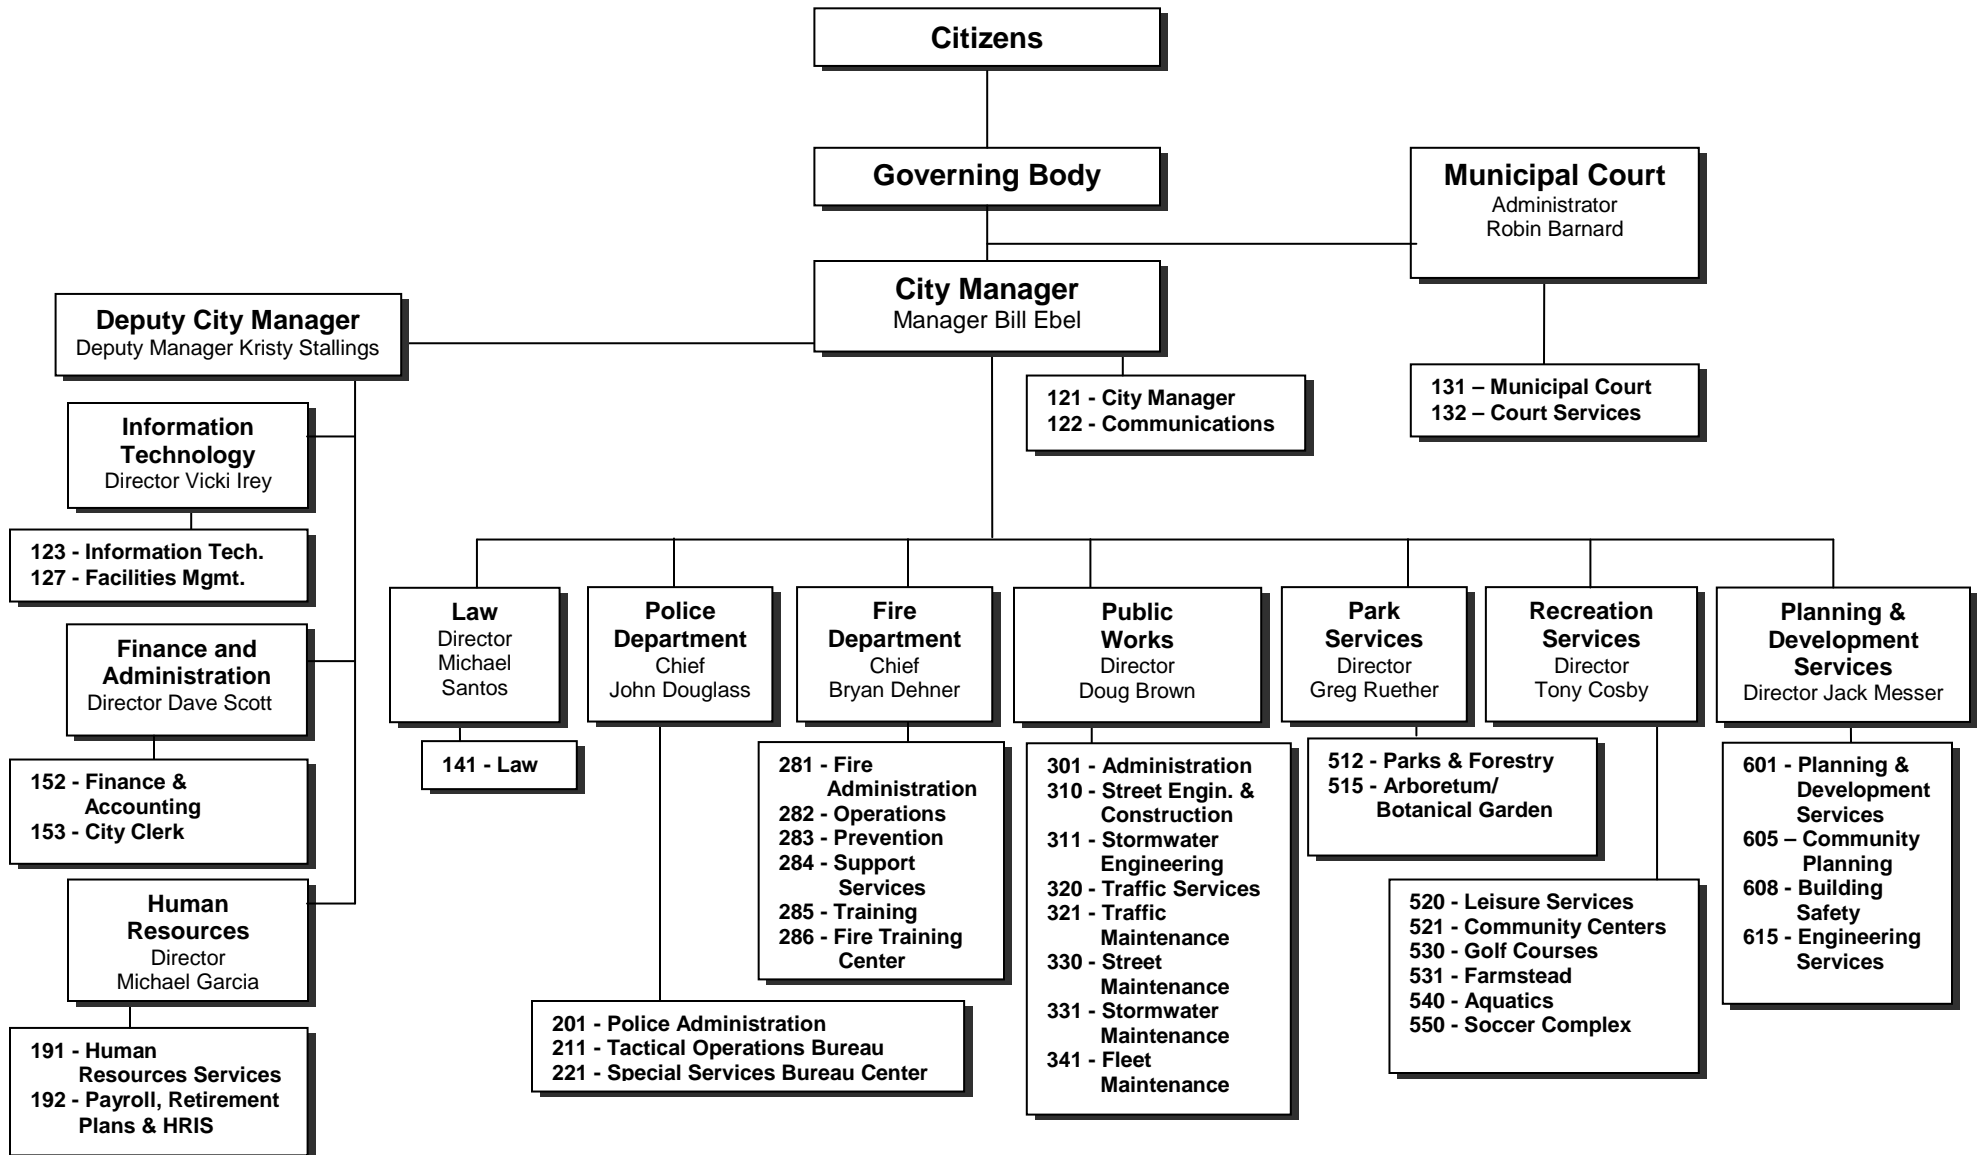 Citizens
Governing Body
Municipal Court
Administrator
Robin Barnard
City Manager
Manager Bill Ebel
Deputy City Manager
Deputy Manager Kristy Stallings
121 - City Manager
122 - Communications
131 – Municipal Court
132 – Court Services
Information
Technology
Director Vicki Irey
123 - Information Tech.
127 - Facilities Mgmt.
Finance and
Administration
Director Dave Scott
152 - Finance &
Accounting
153 - City Clerk
Human
Resources
Director
Michael Garcia
191 - Human
Resources Services
192 - Payroll, Retirement
Plans & HRIS
Law
Director
Michael
Santos
141 - Law
Police
Department
Chief
John Douglass
201 - Police Administration
211 - Tactical Operations Bureau
221 - Special Services Bureau Center
Fire
Department
Chief
Bryan Dehner
281 - Fire
Administration
282 - Operations
283 - Prevention
284 - Support
Services
285 - Training
286 - Fire Training
Center
Public
Works
Director
Doug Brown
301 - Administration
310 - Street Engin. &
Construction
311 - Stormwater
Engineering
320 - Traffic Services
321 - Traffic
Maintenance
330 - Street
Maintenance
331 - Stormwater
Maintenance
341 - Fleet
Maintenance
Park
Services
Director
Greg Ruether
512 - Parks & Forestry
515 - Arboretum/
Botanical Garden
Recreation
Services
Director
Tony Cosby
520 - Leisure Services
521 - Community Centers
530 - Golf Courses
531 - Farmstead
540 - Aquatics
550 - Soccer Complex
Planning &
Development
Services
Director Jack Messer
601 - Planning &
Development
Services
605 – Community
Planning
608 - Building
Safety
615 - Engineering
Services